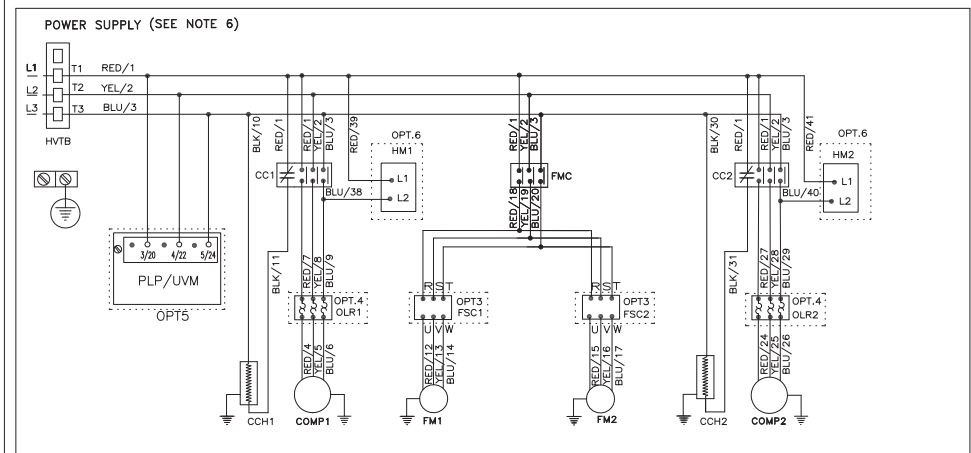 POWER SUPPLY (SEE NOTE 6)
L1 T1 RED/1
L2 T2 YEL/2
L3 T3 BLU/3
HVTB
BLK/10
RED/1
RED/1
YEL/2
BLU/3
RED/39
OPT.6
HM1
L1
L2
CC1
BLU/38
RED/1
YEL/2
BLU/3
FMC
RED/18
YEL/19
BLU/20
BLK/30
RED/1
RED/1
YEL/2
BLU/3
RED/41
OPT.6
HM2
L1
L2
CC2
BLU/40
3/20 4/22 5/24
PLP/UVM
OPT5
BLK/11
RED/7
YEL/8
BLU/9
OPT.4
OLR1
RED/4
YEL/5
BLU/6
CCH1
COMP1
R S T
OPT3
FSC1
U V W
RED/12
YEL/13
BLU/14
FM1
R S T
OPT3
FSC2
U V W
RED/15
YEL/16
BLU/17
FM2
BLK/31
RED/27
YEL/28
BLU/29
OPT.4
OLR2
RED/24
YEL/25
BLU/26
CCH2
COMP2